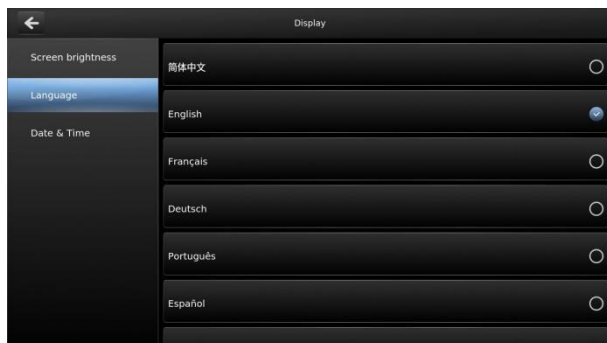 Display
Screen brightness
Language
Date & Time
简体中文
English
Français
Deutsch
Português
Español